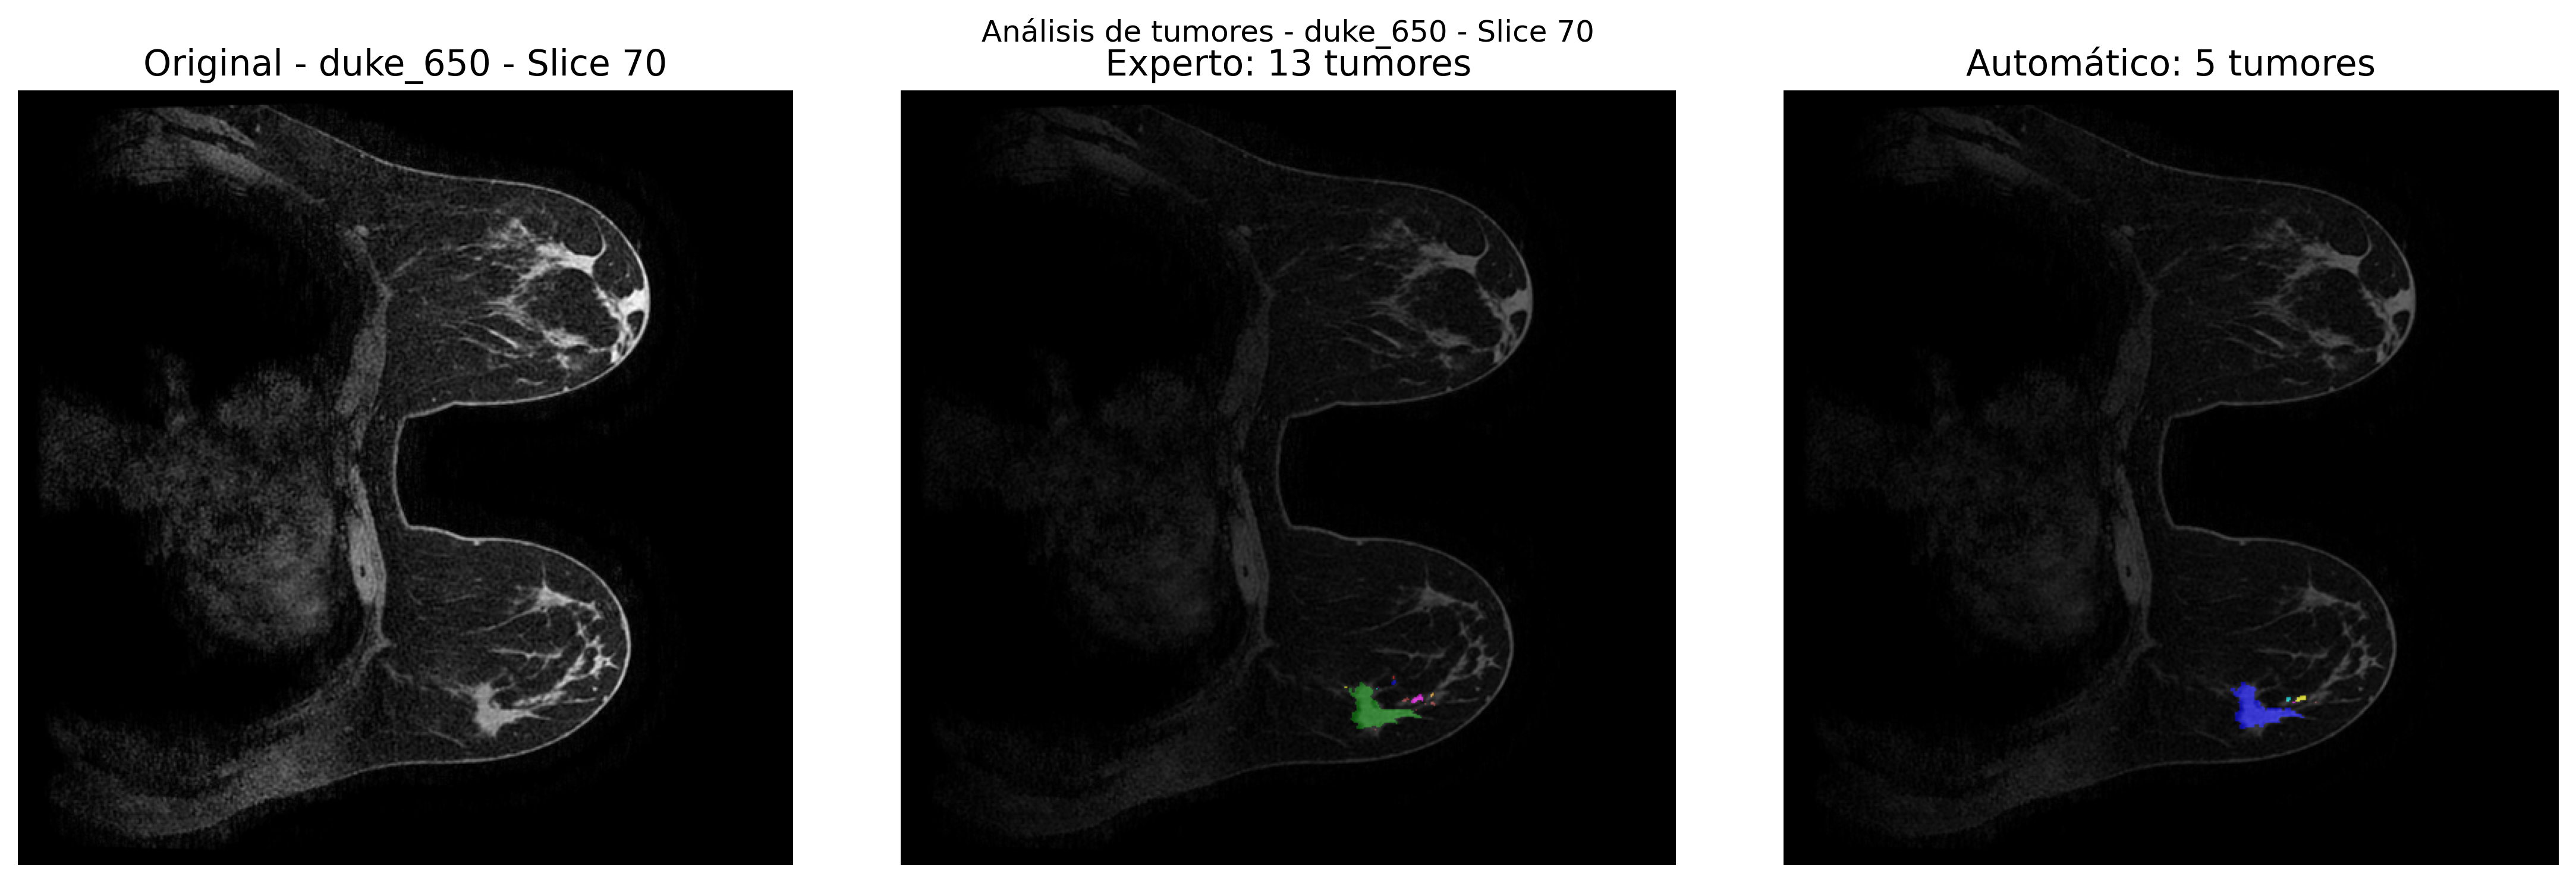 Análisis de tumores - duke_650 - Slice 70
Original - duke_650 - Slice 70
Experto: 13 tumores
Automático: 5 tumores